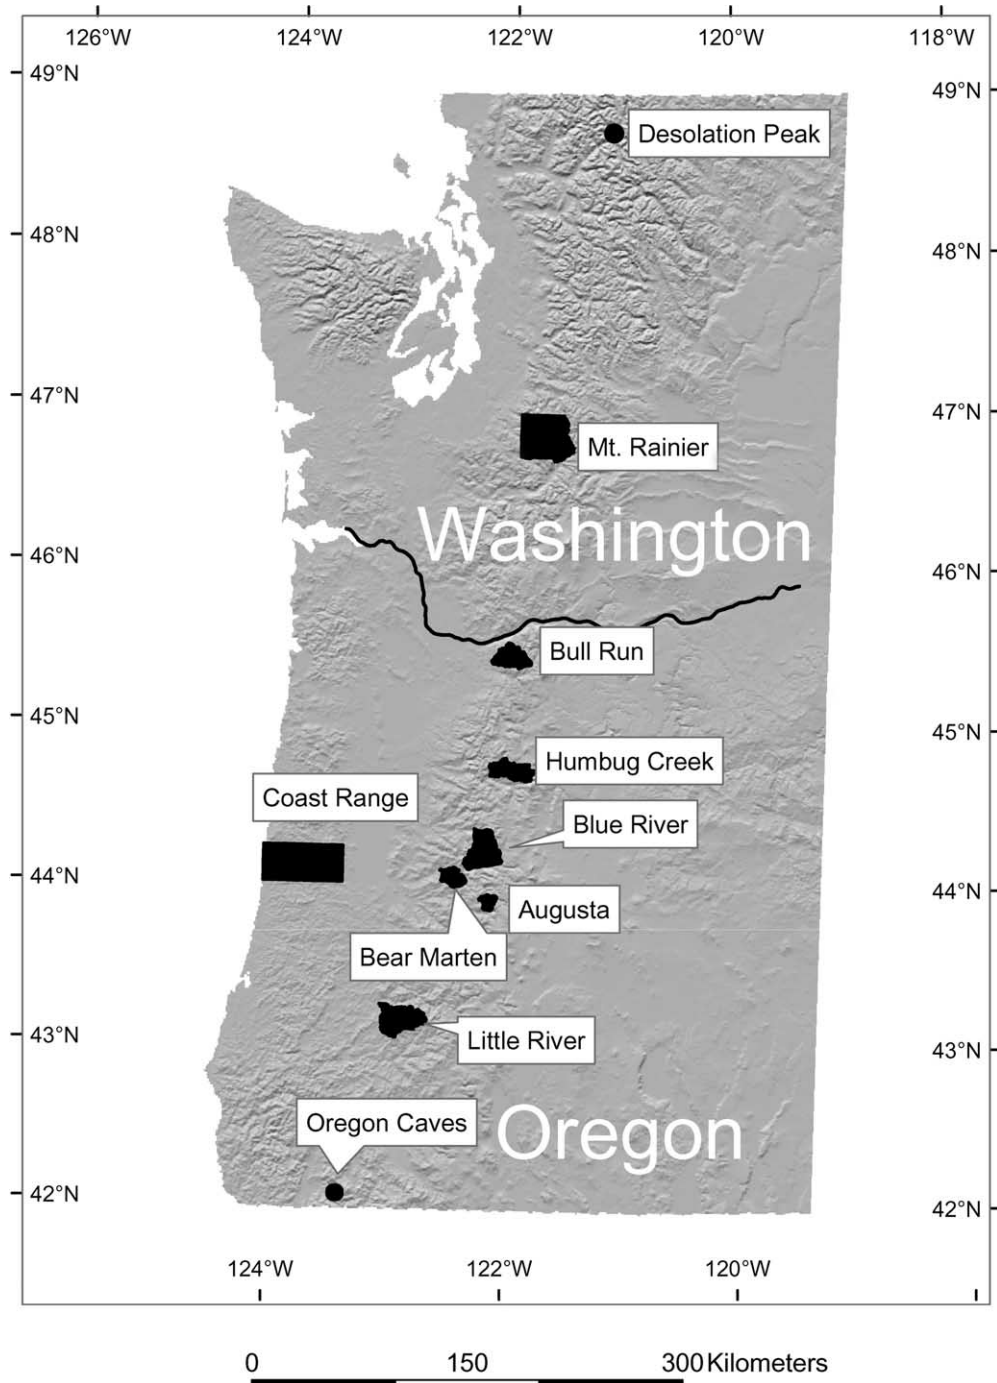 126°W 124°W 122°W 120°W 118°W
49°N 49°N
Desolation Peak
48°N 48°N
47°N 47°N
Mt. Rainier
Washington
46°N 46°N
Bull Run
45°N 45°N
Humbug Creek
Coast Range
Blue River
44°N 44°N
Augusta
Bear Marten
43°N 43°N
Little River
Oregon Caves
Oregon
42°N 42°N
124°W 122°W 120°W
0 150 300 Kilometers